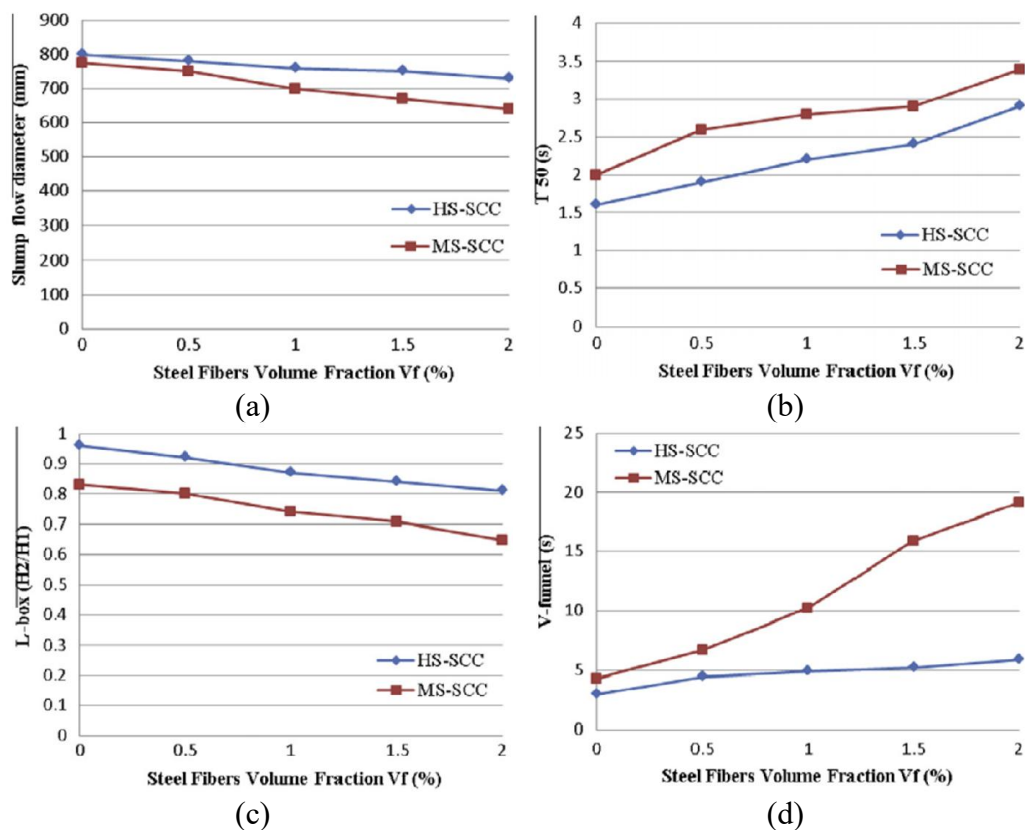 Slump flow diameter (mm)
900
800
700
600
500
400
300
200
100
0
HS-SCC
MS-SCC
0 0.5 1 1.5 2
Steel Fibers Volume Fraction Vf (%)
(a)
T 50 (s)
4
3.5
3
2.5
2
1.5
1
0.5
0
HS-SCC
MS-SCC
0 0.5 1 1.5 2
Steel Fibers Volume Fraction Vf (%)
(b)
L-box (H2/H1)
1
0.9
0.8
0.7
0.6
0.5
0.4
0.3
0.2
0.1
0
HS-SCC
MS-SCC
0 0.5 1 1.5 2
Steel Fibers Volume Fraction Vf (%)
(c)
V-funnel (s)
25
20
15
10
5
0
HS-SCC
MS-SCC
0 0.5 1 1.5 2
Steel Fibers Volume Fraction Vf (%)
(d)